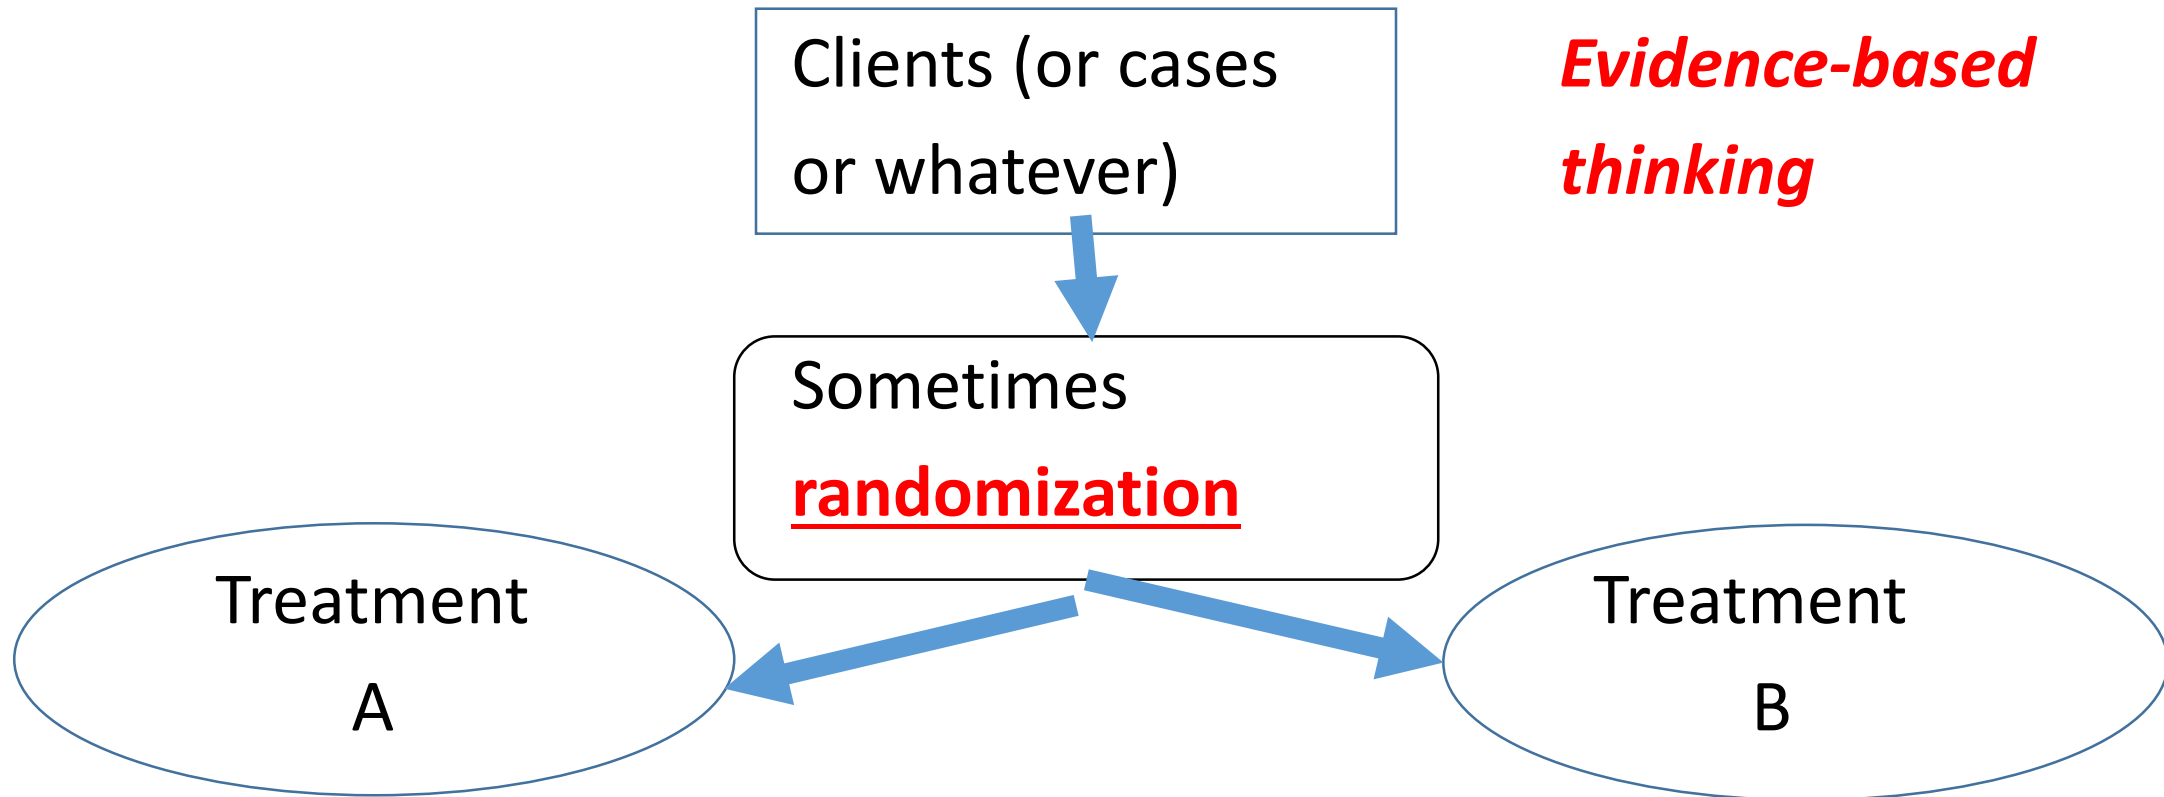 Clients (or cases
or whatever)
Evidence-based
thinking
Sometimes
randomization
Treatment
A
Treatment
B